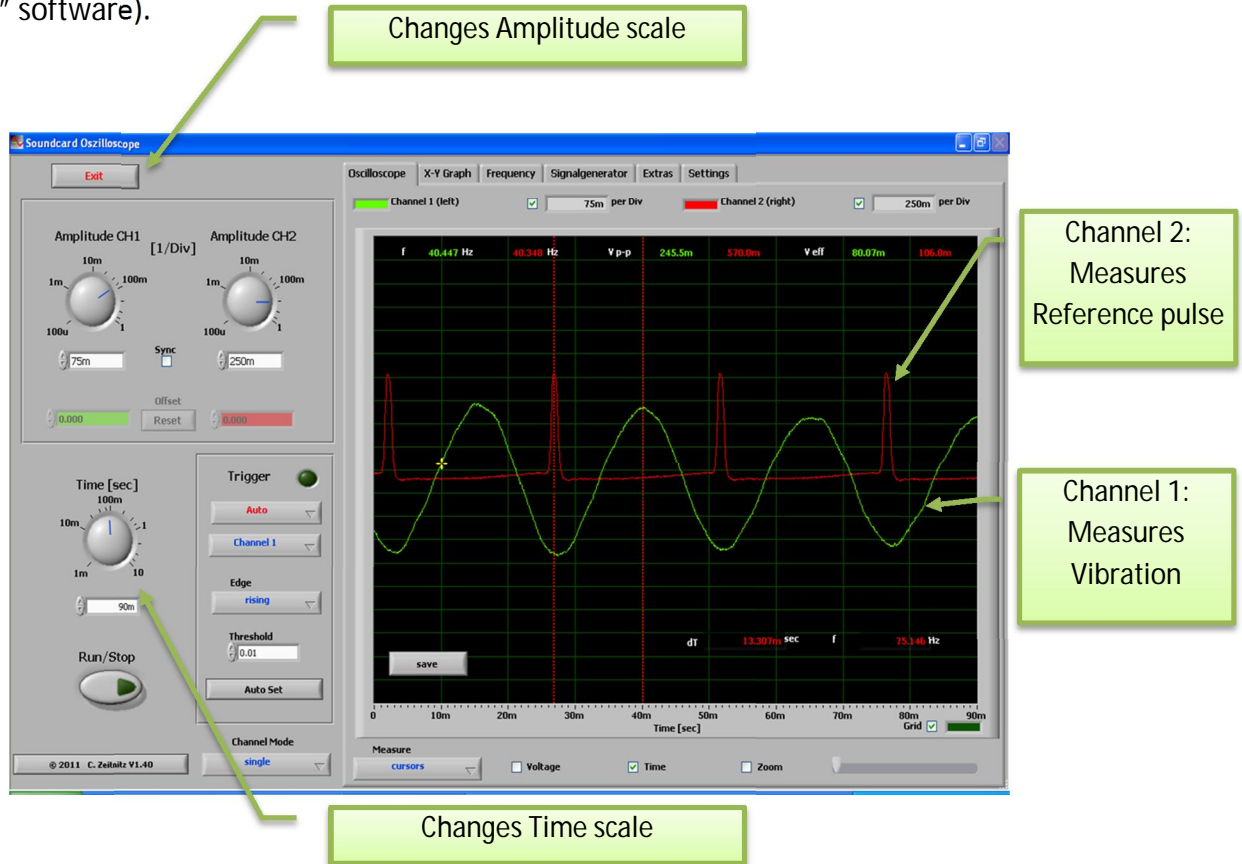 " software).
Changes Amplitude scale
Soundcard Oszilloscope
Exit
Oscilloscope X-Y Graph Frequency Signalgenerator Extras Settings
Channel 1 (left) 75m per Div Channel 2 (right) 250m per Div
Amplitude CH1 [1/Div] Amplitude CH2
10m 10m
1m 100m 1m 100m
100u 1 100u 1
Sync
75m 250m
Offset
0.000 Reset 0.000
f 40.447 Hz 40.348 Hz V p-p 245.5m 570.0m V eff 80.07m 106.0m
Channel 2:
Measures
Reference pulse
Time [sec]
100m
10m 1
1m 10
90m
Run/Stop
Trigger
Auto
Channel 1
Edge
rising
Threshold
0.01
Auto Set
Channel Mode
single
© 2011 C. Zeitnitz V1.40
Channel 1:
Measures
Vibration
dT 13.307m sec f 75.146 Hz
save
0 10m 20m 30m 40m 50m 60m 70m 80m 90m
Time [sec]
Grid
Measure
cursors Voltage Time Zoom
Changes Time scale